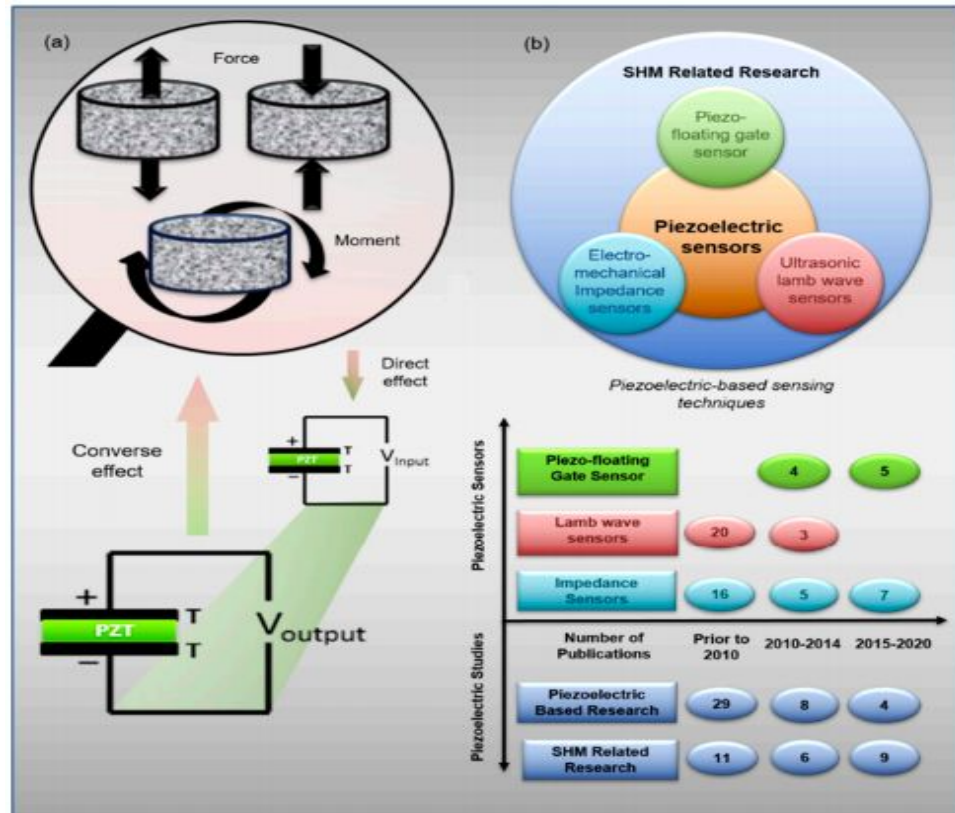 (a)
Force
Moment
Direct
effect
Converse
effect
+
PZT
−
T
T
V input
+
PZT
−
T
T
V output
(b)
SHM Related Research
Piezo-
floating gate
sensor
Piezoelectric
sensors
Electro-
mechanical
Impedance
sensors
Ultrasonic
lamb wave
sensors
Piezoelectric-based sensing
techniques
Piezoelectric Sensors
Piezo-floating
Gate Sensor
4
5
Lamb wave
sensors
20
3
Impedance
Sensors
16
5
7
Number of
Publications
Prior to
2010
2010-2014
2015-2020
Piezoelectric Studies
Piezoelectric
Based Research
29
8
4
SHM Related
Research
11
6
9